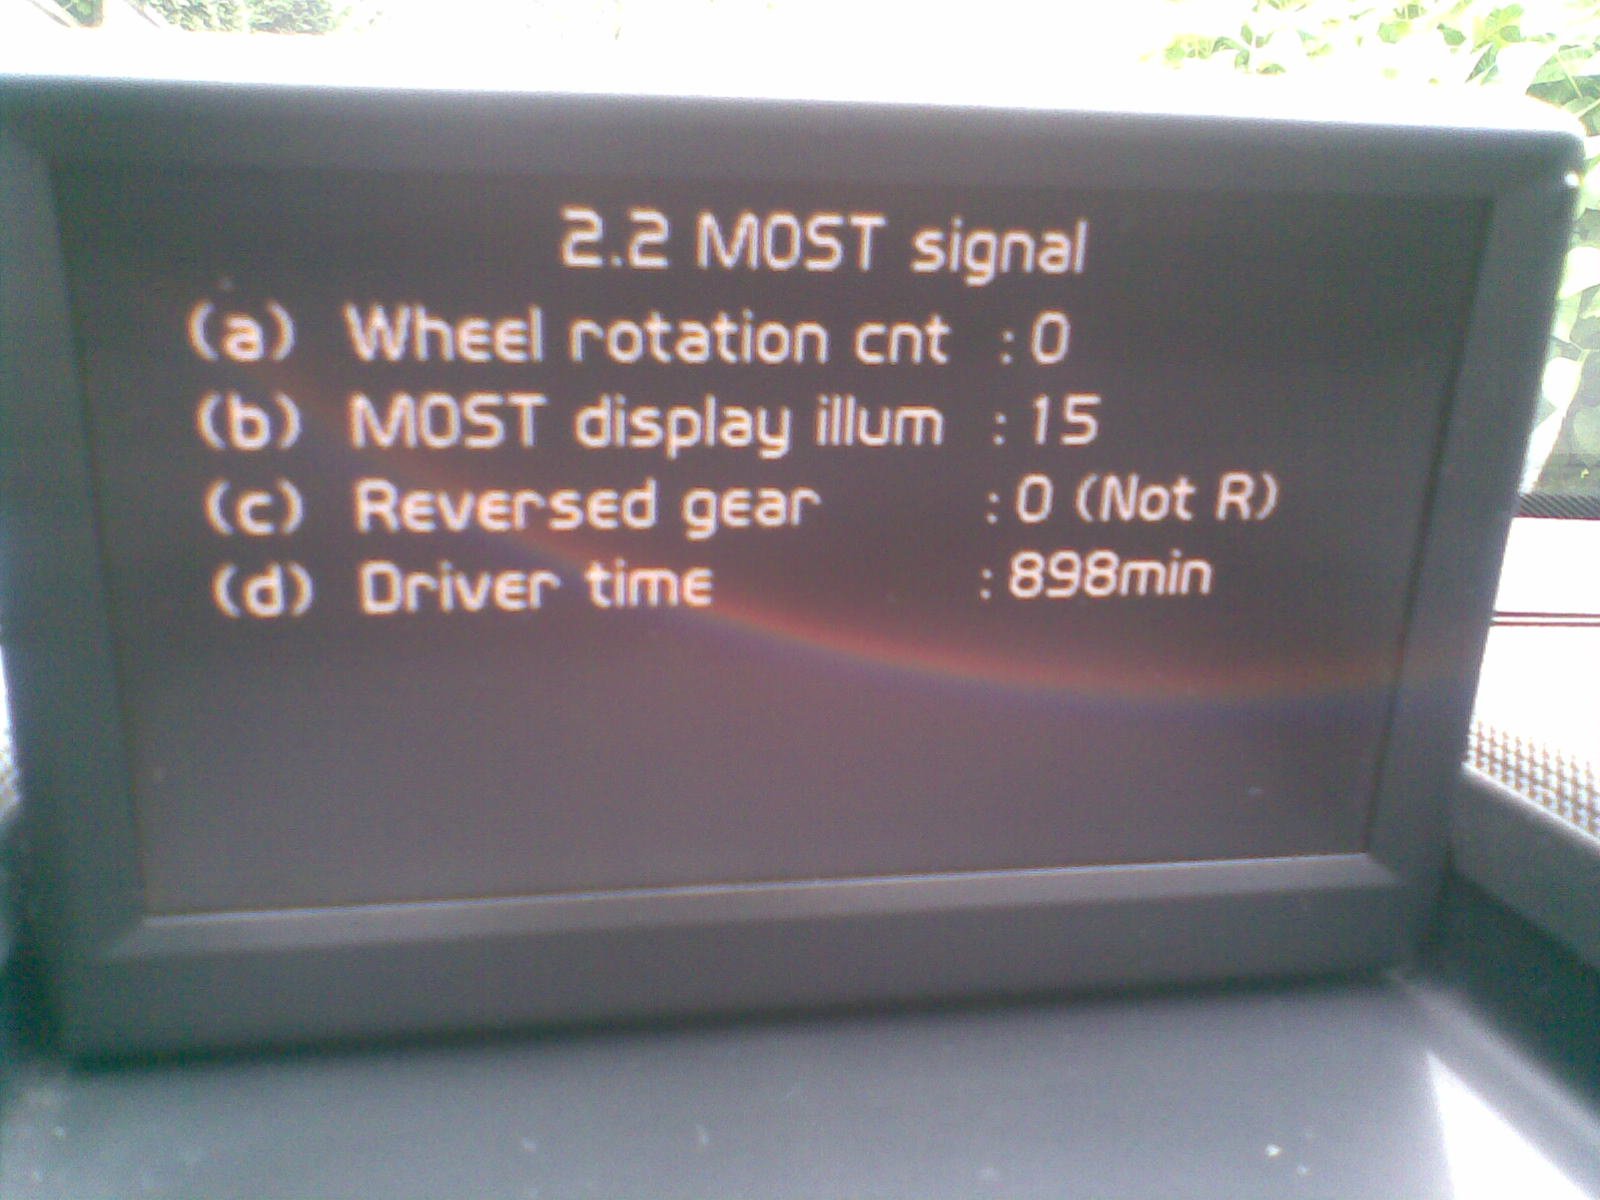 2.2 MOST signal
(a) Wheel rotation cnt : 0
(b) MOST display illum : 15
(c) Reversed gear : 0 (Not R)
(d) Driver time : 898min